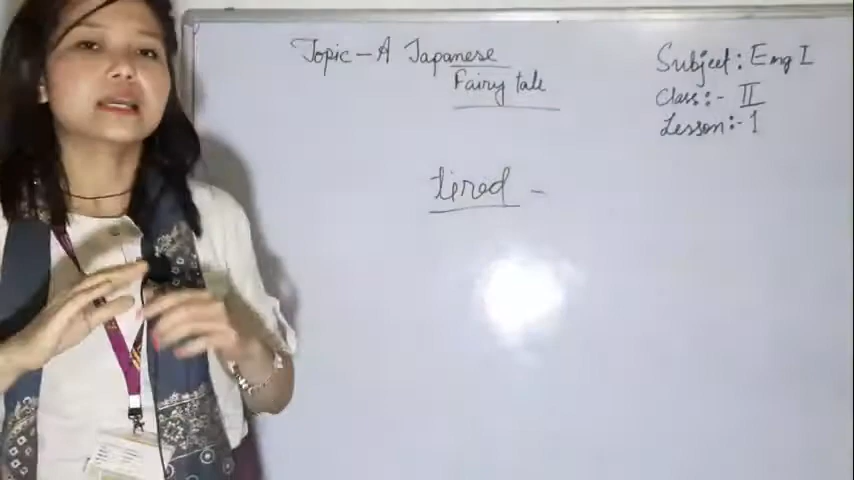 Topic - A Japanese
Fairy tale
Subject : Eng I
Class :- II
Lesson :- 1
tired -